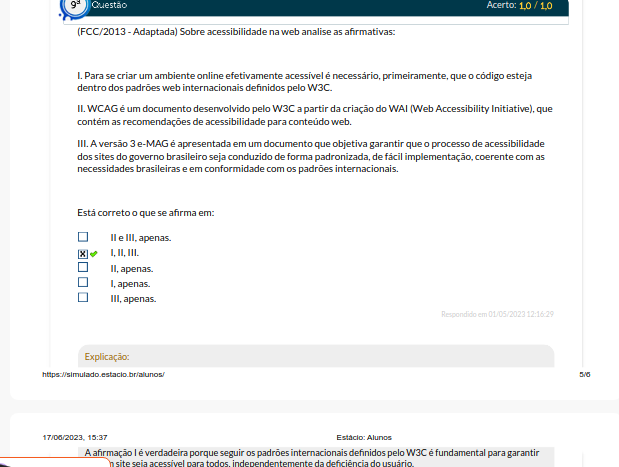 9ª Questão Acerto: 1,0 / 1,0
(FCC/2013 - Adaptada) Sobre acessibilidade na web analise as afirmativas:
I. Para se criar um ambiente online efetivamente acessível é necessário, primeiramente, que o código esteja
dentro dos padrões web internacionais definidos pelo W3C.
II. WCAG é um documento desenvolvido pelo W3C a partir da criação do WAI (Web Accessibility Initiative), que
contém as recomendações de acessibilidade para conteúdo web.
III. A versão 3 e-MAG é apresentada em um documento que objetiva garantir que o processo de acessibilidade
dos sites do governo brasileiro seja conduzido de forma padronizada, de fácil implementação, coerente com as
necessidades brasileiras e em conformidade com os padrões internacionais.
Está correto o que se afirma em:
II e III, apenas.
X I, II, III.
II, apenas.
I, apenas.
III, apenas.
Respondido em 01/05/2023 12:16:29
Explicação:
https://simulado.estacio.br/alunos/ 5/6
17/06/2023, 15:37 Estácio: Alunos
A afirmação I é verdadeira porque seguir os padrões internacionais definidos pelo W3C é fundamental para garantir
site seja acessível para todos, independentemente da deficiência do usuário.